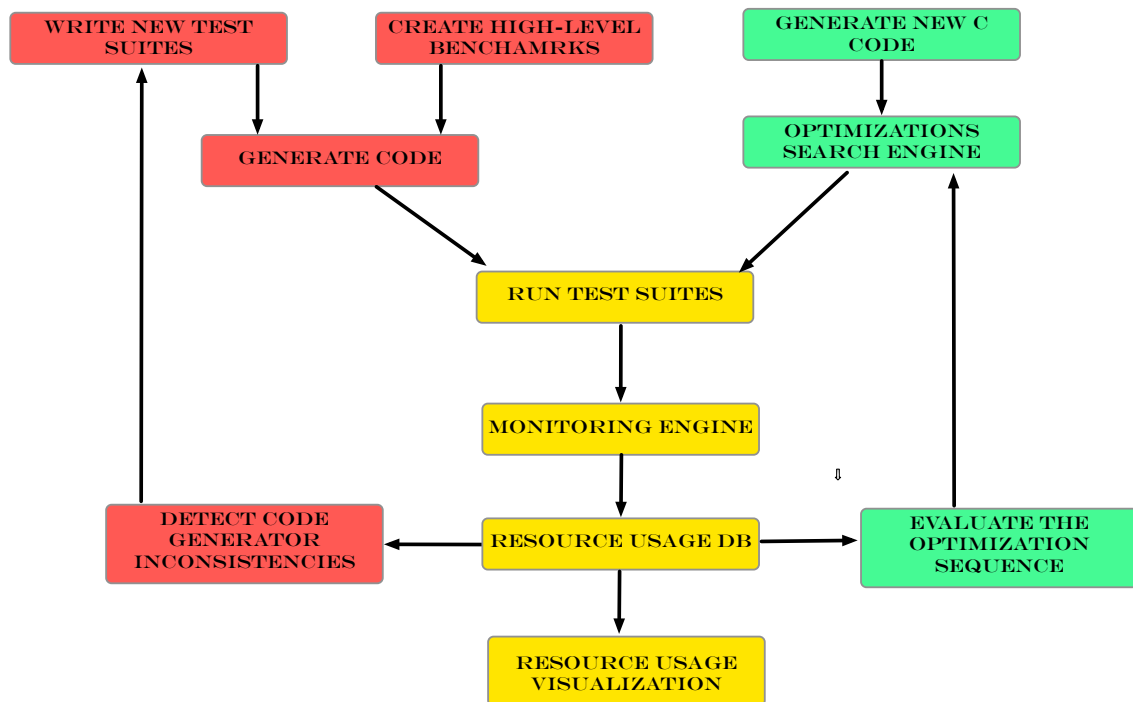 WRITE NEW TEST
SUITES
CREATE HIGH-LEVEL
BENCHAMRKS
GENERATE NEW C
CODE
GENERATE CODE
OPTIMIZATIONS
SEARCH ENGINE
RUN TEST SUITES
MONITORING ENGINE
DETECT CODE
GENERATOR
INCONSISTENCIES
RESOURCE USAGE DB
EVALUATE THE
OPTIMIZATION
SEQUENCE
RESOURCE USAGE
VISUALIZATION